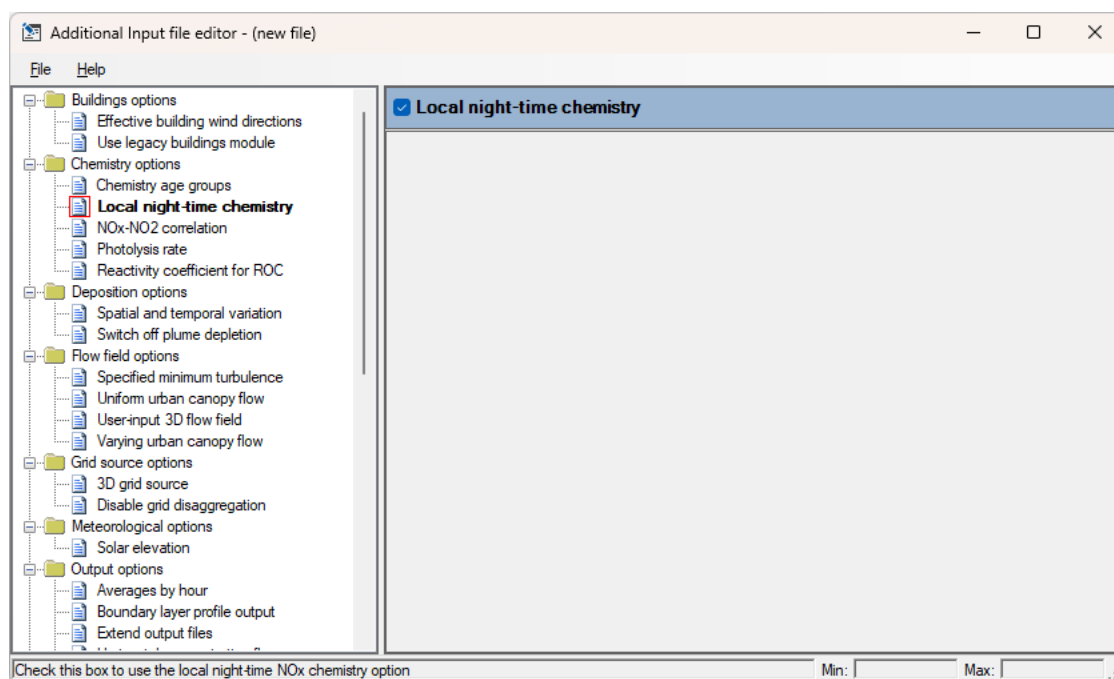 Additional Input file editor - (new file)
File Help
Buildings options
Effective building wind directions
Use legacy buildings module
Chemistry options
Chemistry age groups
Local night-time chemistry
NOx-NO2 correlation
Photolysis rate
Reactivity coefficient for ROC
Deposition options
Spatial and temporal variation
Switch off plume depletion
Flow field options
Specified minimum turbulence
Uniform urban canopy flow
User-input 3D flow field
Varying urban canopy flow
Grid source options
3D grid source
Disable grid disaggregation
Meteorological options
Solar elevation
Output options
Averages by hour
Boundary layer profile output
Extend output files
Local night-time chemistry
Check this box to use the local night-time NOx chemistry option
Min: Max: